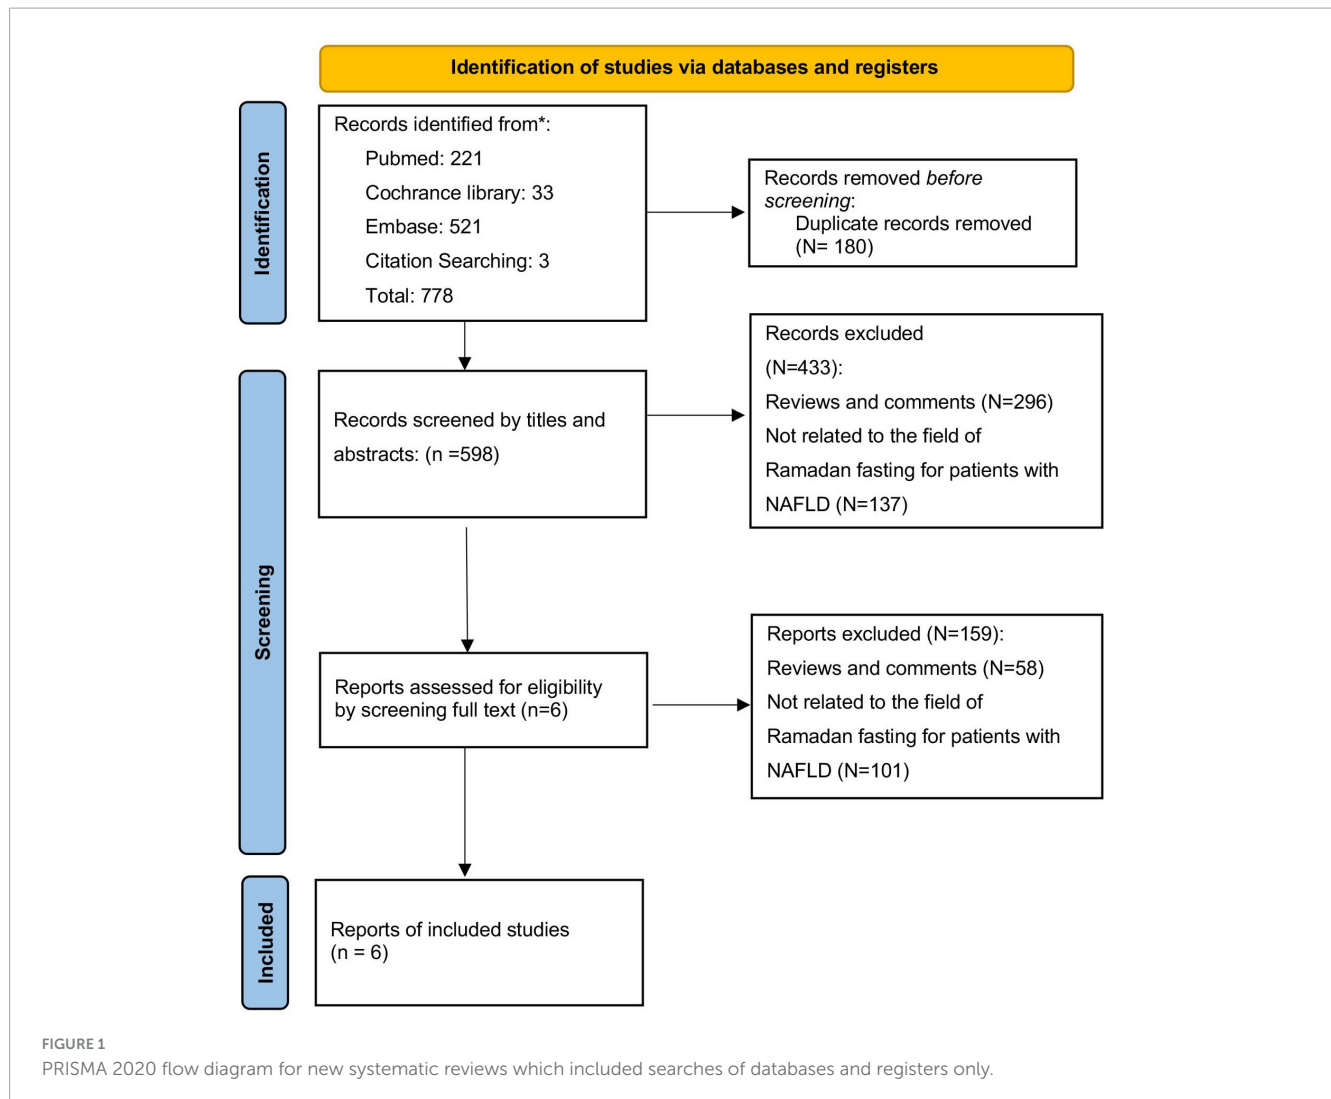 Identification of studies via databases and registers
Identification
Records identified from*:
Pubmed: 221
Cochrance library: 33
Embase: 521
Citation Searching: 3
Total: 778
Records removed before
screening:
Duplicate records removed
(N= 180)
Screening
Records screened by titles and
abstracts: (n =598)
Records excluded
(N=433):
Reviews and comments (N=296)
Not related to the field of
Ramadan fasting for patients with
NAFLD (N=137)
Reports assessed for eligibility
by screening full text (n=6)
Reports excluded (N=159):
Reviews and comments (N=58)
Not related to the field of
Ramadan fasting for patients with
NAFLD (N=101)
Included
Reports of included studies
(n = 6)
FIGURE 1
PRISMA 2020 flow diagram for new systematic reviews which included searches of databases and registers only.